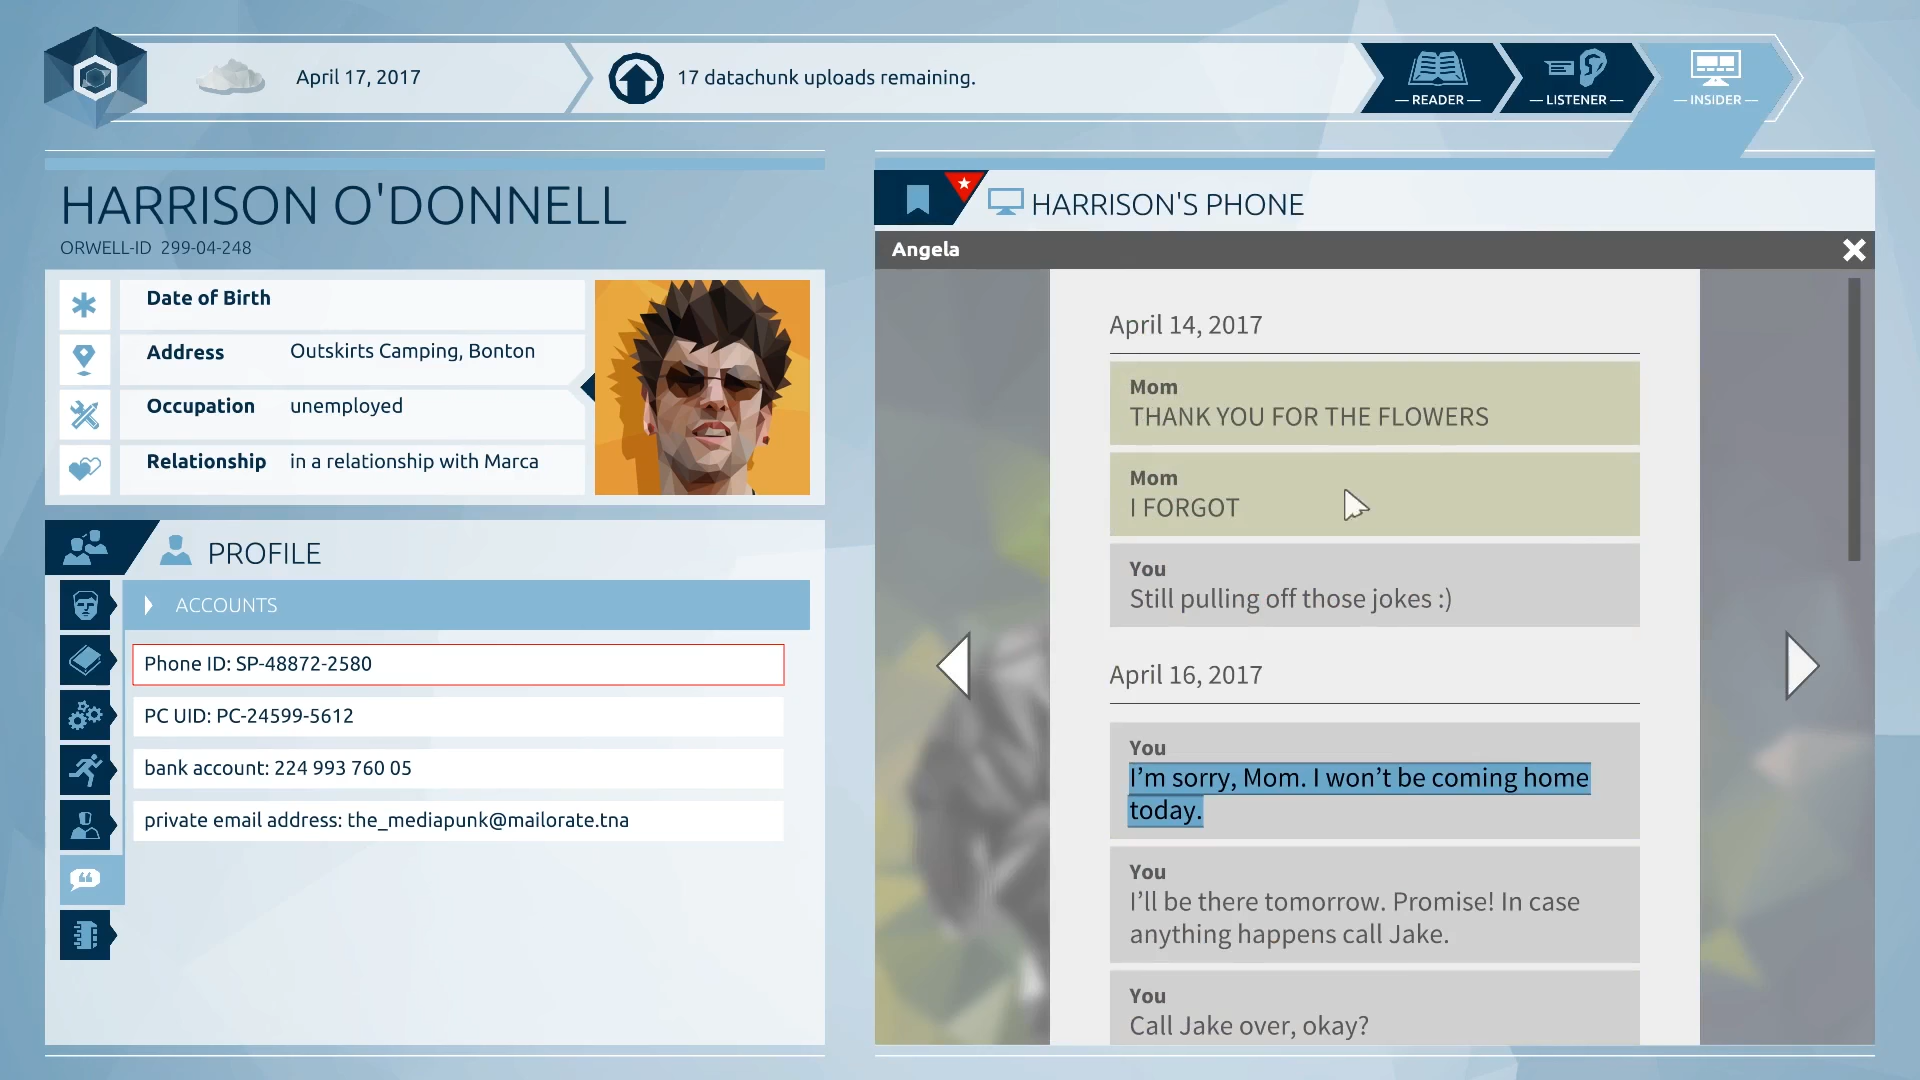 April 17, 2017
17 datachunk uploads remaining.
— READER —
— LISTENER —
— INSIDER —
HARRISON O'DONNELL
ORWELL-ID 299-04-248
Date of Birth
Address Outskirts Camping, Bonton
Occupation unemployed
Relationship in a relationship with Marca
PROFILE
ACCOUNTS
Phone ID: SP-48872-2580
PC UID: PC-24599-5612
bank account: 224 993 760 05
private email address: the_mediapunk@mailorate.tna
HARRISON'S PHONE
Angela
April 14, 2017
Mom
THANK YOU FOR THE FLOWERS
Mom
I FORGOT
You
Still pulling off those jokes :)
April 16, 2017
You
I’m sorry, Mom. I won’t be coming home
today.
You
I’ll be there tomorrow. Promise! In case
anything happens call Jake.
You
Call Jake over, okay?